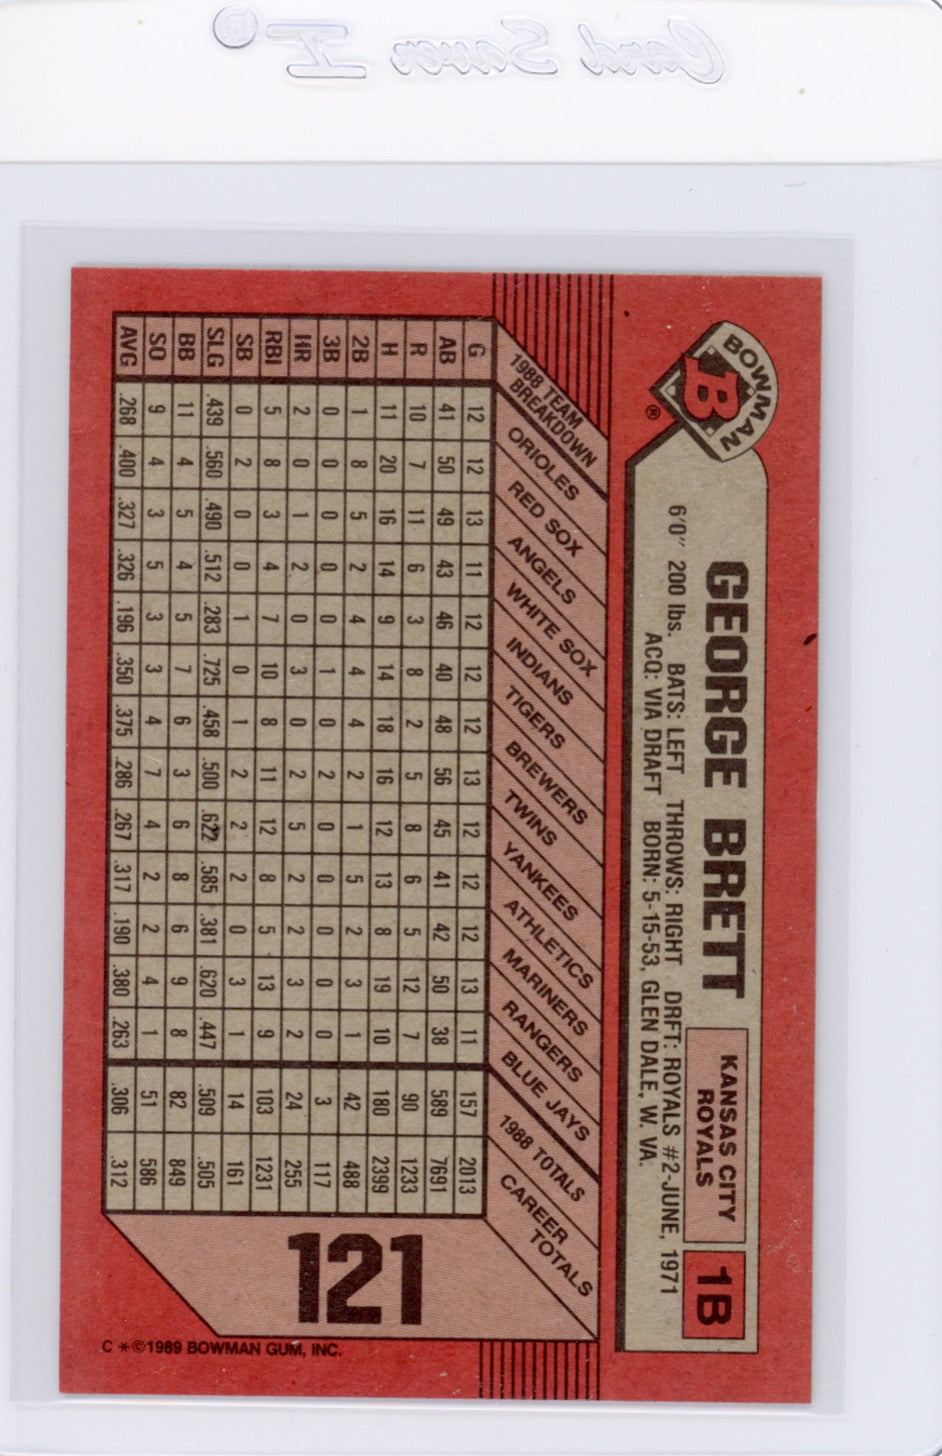 Card Saver II ®
BOWMAN
B ®
GEORGE BRETT
KANSAS CITY
ROYALS
1B
6'0" 200 lbs. BATS: LEFT THROWS: RIGHT DRFT: ROYALS #2-JUNE, 1971
ACQ: VIA DRAFT BORN: 5-15-53, GLEN DALE, W. VA.
1988 TEAM
BREAKDOWN
ORIOLES
RED SOX
ANGELS
WHITE SOX
INDIANS
TIGERS
BREWERS
TWINS
YANKEES
ATHLETICS
MARINERS
RANGERS
BLUE JAYS
1988 TOTALS
CAREER
TOTALS
G 12 12 13 11 12 12 12 13 12 12 12 13 11 157 2013
AB 41 50 49 43 46 40 48 56 45 41 42 50 38 589 7691
R 10 7 11 6 3 8 2 5 8 6 5 12 7 90 1233
H 11 20 16 14 9 14 18 16 12 13 8 19 10 180 2399
2B 1 8 5 2 4 4 4 2 1 5 2 3 1 42 488
3B 0 0 0 0 0 1 0 2 0 0 0 0 0 3 117
HR 2 0 1 2 0 3 0 2 5 2 2 3 2 24 255
RBI 5 8 3 4 7 10 8 11 12 8 5 13 9 103 1231
SB 0 2 0 0 1 0 1 2 2 2 0 3 1 14 161
SLG .439 .560 .490 .512 .283 .725 .458 .500 .622 .585 .381 .620 .447 .509 .505
BB 11 4 5 4 5 7 6 3 6 8 6 9 8 82 849
SO 9 4 3 5 3 3 4 7 4 2 2 4 1 51 586
AVG .268 .400 .327 .326 .196 .350 .375 .286 .267 .317 .190 .380 .263 .306 .312
121
C *©1989 BOWMAN GUM, INC.